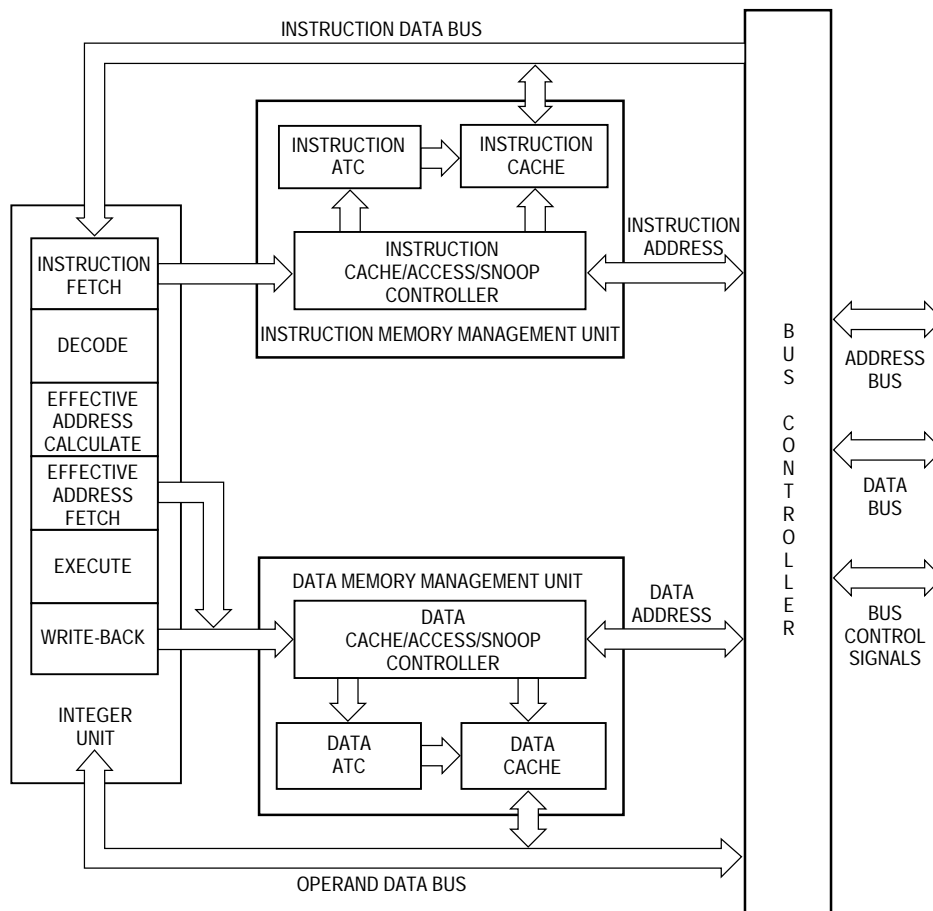 INSTRUCTION DATA BUS
INSTRUCTION
ATC
INSTRUCTION
CACHE
INSTRUCTION
CACHE/ACCESS/SNOOP
CONTROLLER
INSTRUCTION MEMORY MANAGEMENT UNIT
INSTRUCTION
ADDRESS
INSTRUCTION
FETCH
DECODE
EFFECTIVE
ADDRESS
CALCULATE
EFFECTIVE
ADDRESS
FETCH
EXECUTE
WRITE-BACK
INTEGER
UNIT
DATA MEMORY MANAGEMENT UNIT
DATA
CACHE/ACCESS/SNOOP
CONTROLLER
DATA
ATC
DATA
CACHE
DATA
ADDRESS
OPERAND DATA BUS
B
U
S
C
O
N
T
R
O
L
L
E
R
ADDRESS
BUS
DATA
BUS
BUS
CONTROL
SIGNALS